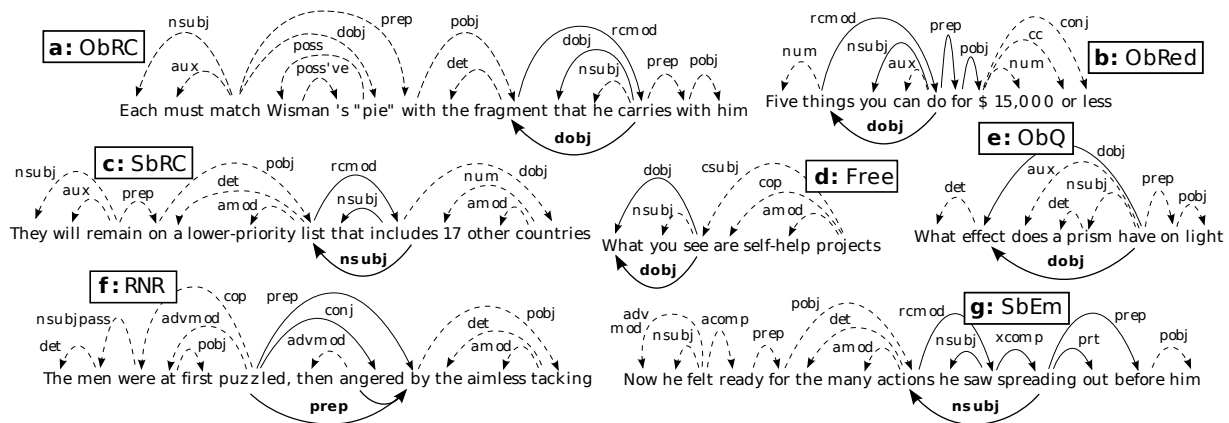 a: ObRC
nsubj
aux
prep
dobj
poss
poss've
pobj
det
rcmod
dobj
nsubj
prep
pobj
Each must match Wisman 's "pie" with the fragment that he carries with him
dobj
b: ObRed
rcmod
num
nsubj
aux
prep
pobj
conj
cc
num
Five things you can do for $ 15,000 or less
dobj
c: SbRC
nsubj
aux
prep
pobj
det
amod
rcmod
nsubj
dobj
num
amod
They will remain on a lower-priority list that includes 17 other countries
nsubj
d: Free
dobj
nsubj
csubj
cop
amod
What you see are self-help projects
dobj
e: ObQ
det
dobj
aux
nsubj
det
prep
pobj
What effect does a prism have on light
dobj
f: RNR
nsubjpass
det
cop
advmod
pobj
prep
conj
advmod
pobj
det
amod
The men were at first puzzled, then angered by the aimless tacking
prep
g: SbEm
adv
mod
nsubj
acomp
prep
pobj
det
amod
rcmod
nsubj
xcomp
prep
prt
pobj
Now he felt ready for the many actions he saw spreading out before him
nsubj